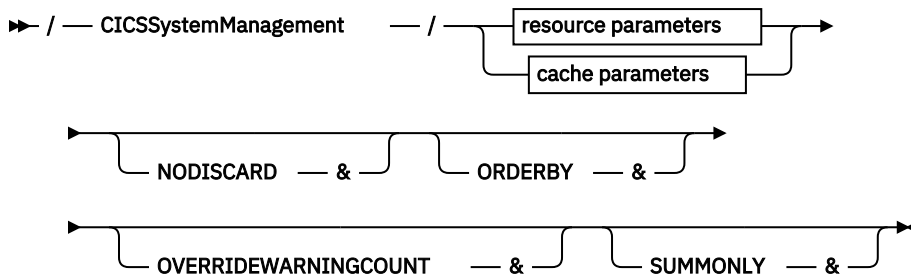 / CICSSystemManagement / resource parameters
cache parameters
NODISCARD & ORDERBY &
OVERRIDEWARNINGCOUNT & SUMMONLY &